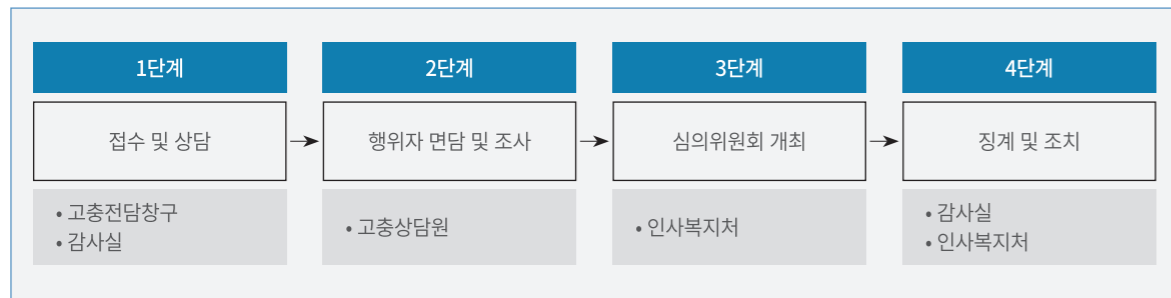 1단계
접수 및 상담
• 고충전담창구
• 감사실
2단계
행위자 면담 및 조사
• 고충상담원
3단계
심의위원회 개최
• 인사복지처
4단계
징계 및 조치
• 감사실
• 인사복지처